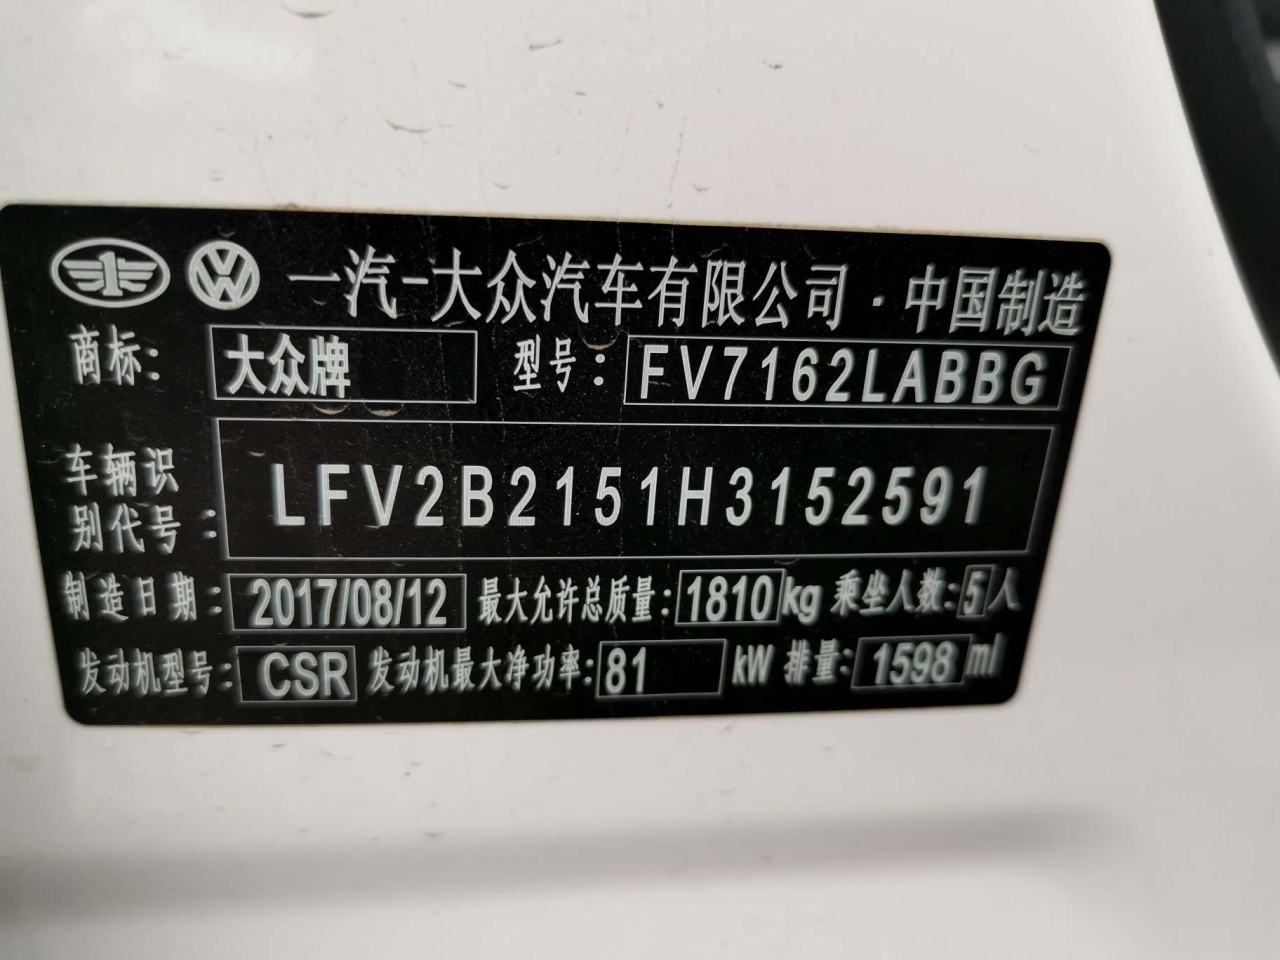 一汽-大众汽车有限公司·中国制造
商标: 大众牌 型号: FV7162LABBG
车辆识
别代号: LFV2B2151H3152591
制造日期: 2017/08/12 最大允许总质量: 1810 kg 乘坐人数: 5 人
发动机型号: CSR 发动机最大净功率: 81 kW 排量: 1598 ml